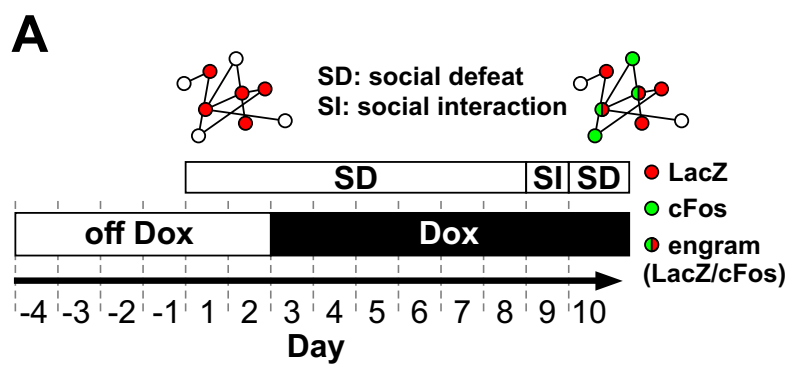 A
SD: social defeat
SI: social interaction
SD SI SD
LacZ
cFos
engram
(LacZ/cFos)
off Dox Dox
-4 -3 -2 -1 1 2 3 4 5 6 7 8 9 10
Day